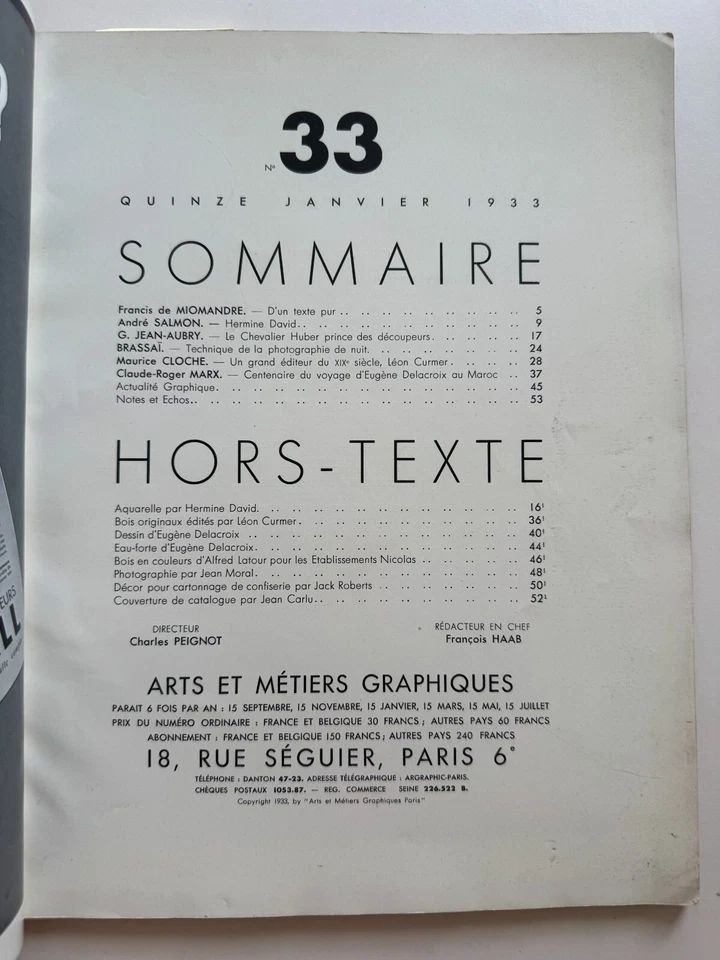 N° 33
QUINZE JANVIER 1933
SOMMAIRE
Francis de MIOMANDRE. — D'un texte pur .. .. .. .. .. .. .. .. .. .. .. 5
André SALMON. — Hermine David.. .. .. .. .. .. .. .. .. .. .. .. 9
G. JEAN-AUBRY. — Le Chevalier Huber prince des découpeurs. .. .. .. .. 17
BRASSAÏ. — Technique de la photographie de nuit. .. .. .. .. .. .. .. 24
Maurice CLOCHE. — Un grand éditeur du XIXe siècle, Léon Curmer. .. .. .. 28
Claude-Roger MARX. — Centenaire du voyage d'Eugène Delacroix au Maroc .. 37
Actualité Graphique. .. .. .. .. .. .. .. .. .. .. .. .. .. .. .. 45
Notes et Echos.. .. .. .. .. .. .. .. .. .. .. .. .. .. .. .. 53
HORS-TEXTE
Aquarelle par Hermine David. .. .. .. .. .. .. .. .. .. .. .. .. 16¹
Bois originaux édités par Léon Curmer. .. .. .. .. .. .. .. .. .. .. 36¹
Dessin d'Eugène Delacroix .. .. .. .. .. .. .. .. .. .. .. .. .. 40¹
Eau-forte d'Eugène Delacroix. .. .. .. .. .. .. .. .. .. .. .. .. 44¹
Bois en couleurs d'Alfred Latour pour les Etablissements Nicolas .. .. .. .. 46¹
Photographie par Jean Moral. .. .. .. .. .. .. .. .. .. .. .. .. 48¹
Décor pour cartonnage de confiserie par Jack Roberts .. .. .. .. .. .. 50¹
Couverture de catalogue par Jean Carlu.. .. .. .. .. .. .. .. .. .. 52¹
DIRECTEUR
Charles PEIGNOT
RÉDACTEUR EN CHEF
François HAAB
ARTS ET MÉTIERS GRAPHIQUES
PARAIT 6 FOIS PAR AN : 15 SEPTEMBRE, 15 NOVEMBRE, 15 JANVIER, 15 MARS, 15 MAI, 15 JUILLET
PRIX DU NUMÉRO ORDINAIRE : FRANCE ET BELGIQUE 30 FRANCS ; AUTRES PAYS 60 FRANCS
ABONNEMENT : FRANCE ET BELGIQUE 150 FRANCS ; AUTRES PAYS 240 FRANCS
18, RUE SÉGUIER, PARIS 6e
TÉLÉPHONE : DANTON 47-23. ADRESSE TÉLÉGRAPHIQUE : ARGRAPHIC-PARIS.
CHÈQUES POSTAUX 1053.87. — REG. COMMERCE SEINE 226.522 B.
Copyright 1933, by "Arts et Métiers Graphiques Paris"